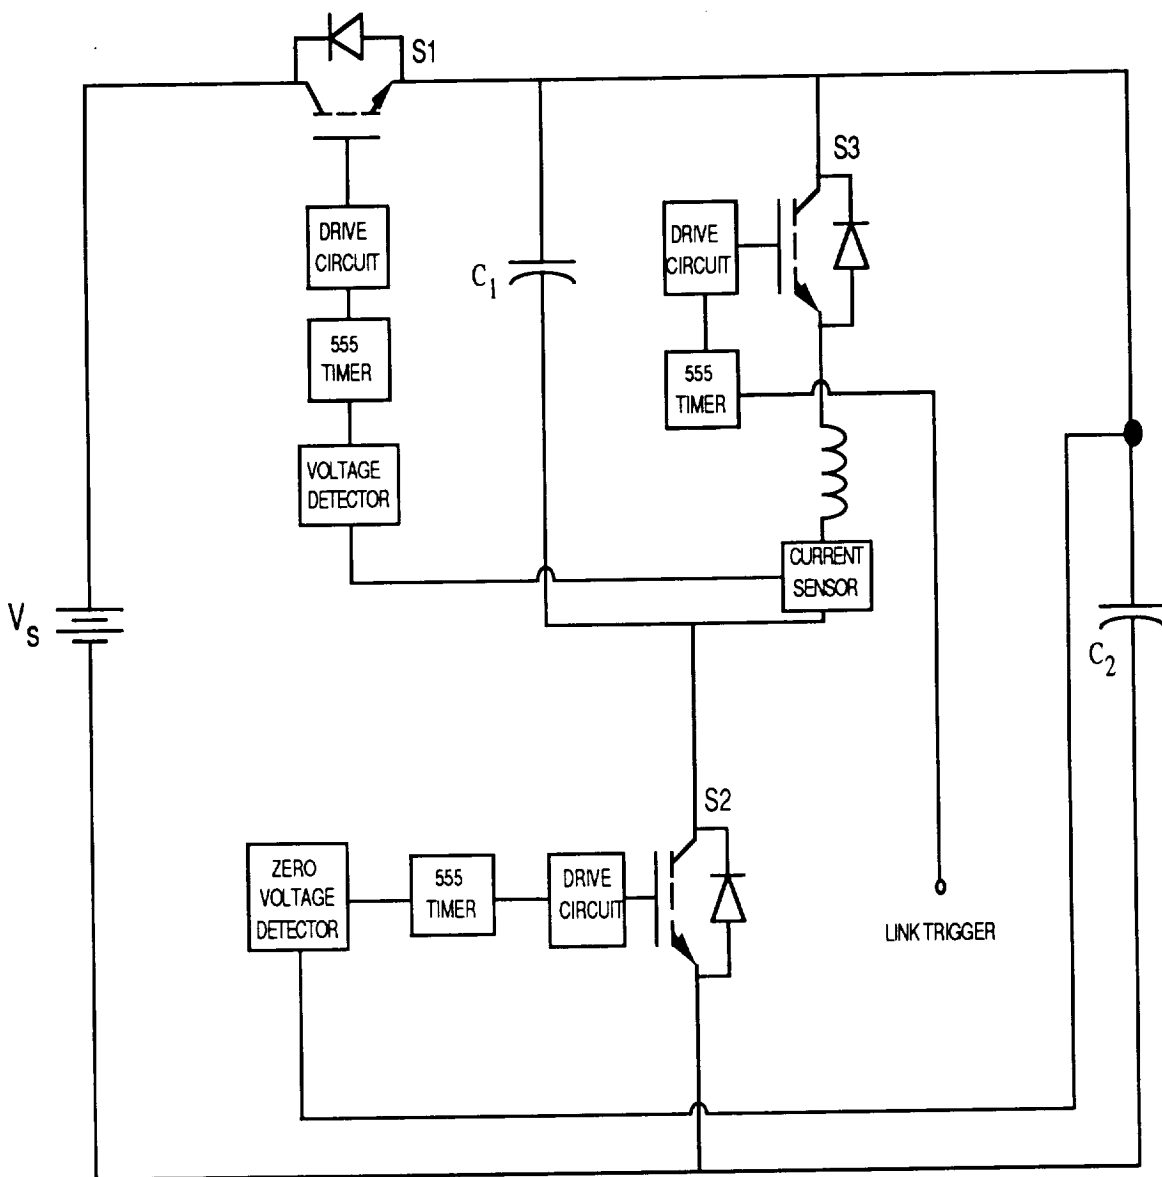 S1
S3
DRIVE
CIRCUIT
DRIVE
CIRCUIT
C1
555
TIMER
555
TIMER
VOLTAGE
DETECTOR
CURRENT
SENSOR
VS
C2
S2
ZERO
VOLTAGE
DETECTOR
555
TIMER
DRIVE
CIRCUIT
LINK TRIGGER